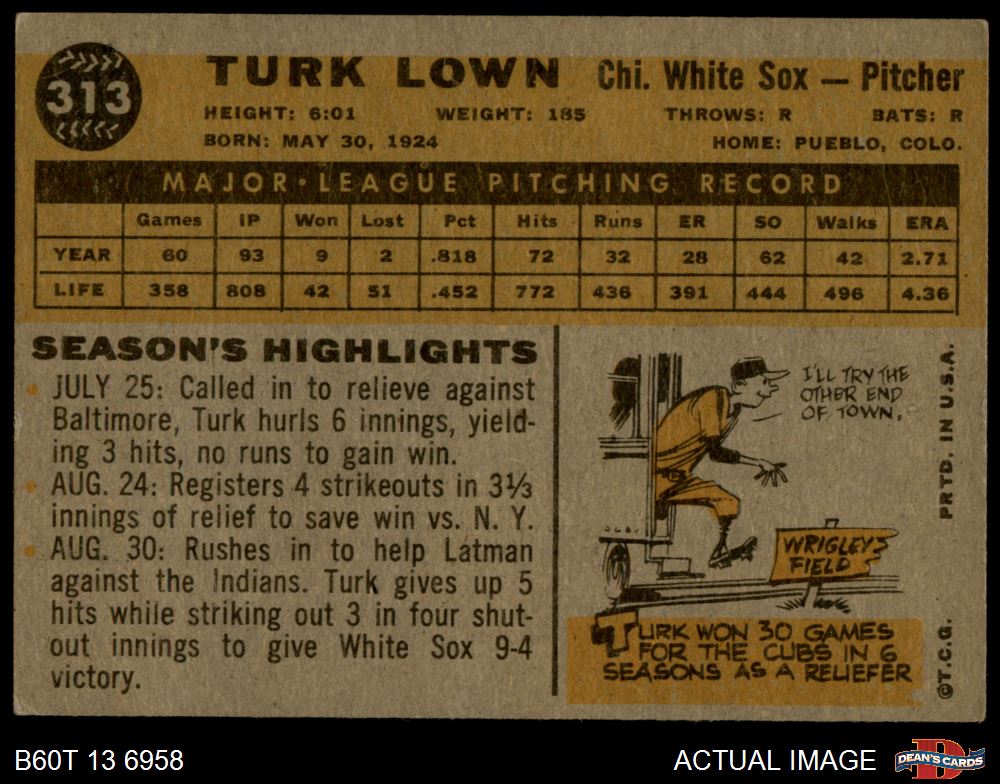 313
TURK LOWN Chi. White Sox — Pitcher
HEIGHT: 6:01 WEIGHT: 185 THROWS: R BATS: R
BORN: MAY 30, 1924 HOME: PUEBLO, COLO.
MAJOR•LEAGUE PITCHING RECORD
Games IP Won Lost Pct Hits Runs ER SO Walks ERA
YEAR 60 93 9 2 .818 72 32 28 62 42 2.71
LIFE 358 808 42 51 .452 772 436 391 444 496 4.36
SEASON'S HIGHLIGHTS
• JULY 25: Called in to relieve against
Baltimore, Turk hurls 6 innings, yield-
ing 3 hits, no runs to gain win.
• AUG. 24: Registers 4 strikeouts in 3⅓
innings of relief to save win vs. N. Y.
• AUG. 30: Rushes in to help Latman
against the Indians. Turk gives up 5
hits while striking out 3 in four shut-
out innings to give White Sox 9-4
victory.
I'LL TRY THE
OTHER END
OF TOWN.
WRIGLEY
FIELD
TURK WON 30 GAMES
FOR THE CUBS IN 6
SEASONS AS A RELIEFER
©T.C.G. PRTD. IN U.S.A.
B60T 13 6958 ACTUAL IMAGE
D
DEAN'S CARDS